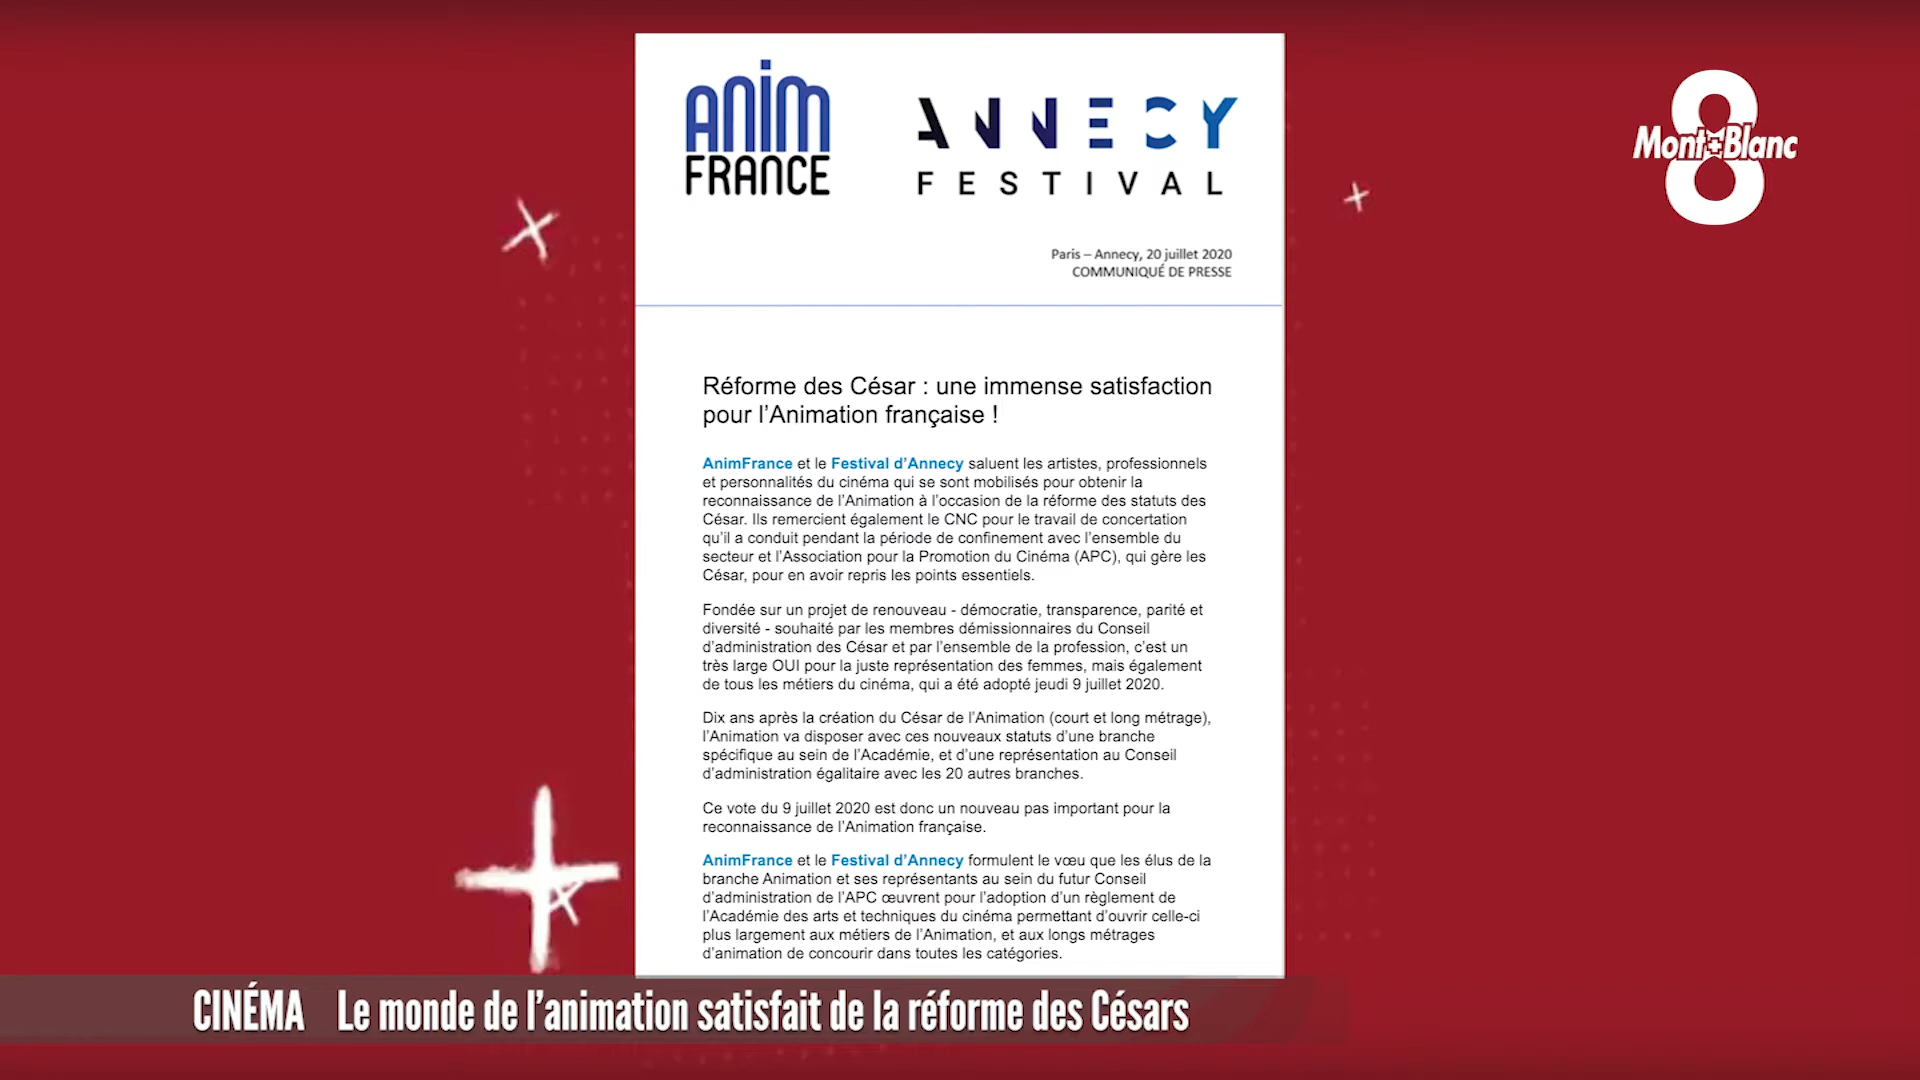 ANIM
FRANCE
ANNECY
FESTIVAL
8
Mont Blanc
Paris – Annecy, 20 juillet 2020
COMMUNIQUÉ DE PRESSE
Réforme des César : une immense satisfaction
pour l’Animation française !
AnimFrance et le Festival d’Annecy saluent les artistes, professionnels
et personnalités du cinéma qui se sont mobilisés pour obtenir la
reconnaissance de l’Animation à l’occasion de la réforme des statuts des
César. Ils remercient également le CNC pour le travail de concertation
qu’il a conduit pendant la période de confinement avec l’ensemble du
secteur et l’Association pour la Promotion du Cinéma (APC), qui gère les
César, pour en avoir repris les points essentiels.
Fondée sur un projet de renouveau - démocratie, transparence, parité et
diversité - souhaité par les membres démissionnaires du Conseil
d’administration des César et par l’ensemble de la profession, c’est un
très large OUI pour la juste représentation des femmes, mais également
de tous les métiers du cinéma, qui a été adopté jeudi 9 juillet 2020.
Dix ans après la création du César de l’Animation (court et long métrage),
l’Animation va disposer avec ces nouveaux statuts d’une branche
spécifique au sein de l’Académie, et d’une représentation au Conseil
d’administration égalitaire avec les 20 autres branches.
Ce vote du 9 juillet 2020 est donc un nouveau pas important pour la
reconnaissance de l’Animation française.
AnimFrance et le Festival d’Annecy formulent le vœu que les élus de la
branche Animation et ses représentants au sein du futur Conseil
d’administration de l’APC œuvrent pour l’adoption d’un règlement de
l’Académie des arts et techniques du cinéma permettant d’ouvrir celle-ci
plus largement aux métiers de l’Animation, et aux longs métrages
d’animation de concourir dans toutes les catégories.
CINÉMA Le monde de l’animation satisfait de la réforme des Césars